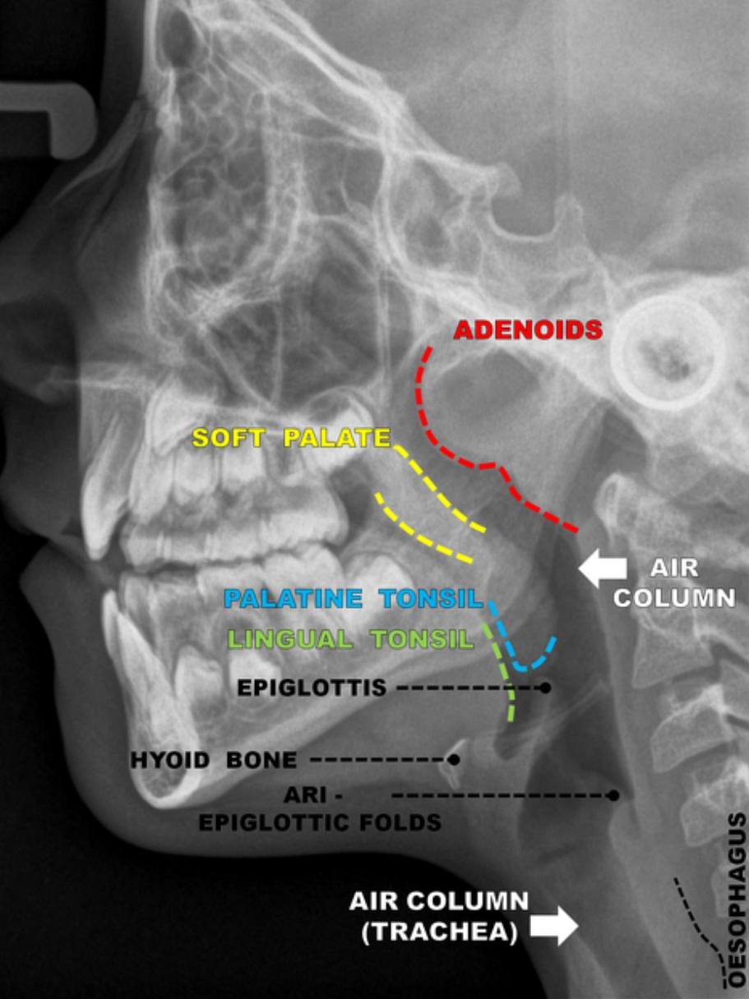 ADENOIDS
SOFT PALATE
AIR
COLUMN
PALATINE TONSIL
LINGUAL TONSIL
EPIGLOTTIS
HYOID BONE
ARI -
EPIGLOTTIC FOLDS
OESOPHAGUS
AIR COLUMN
(TRACHEA)